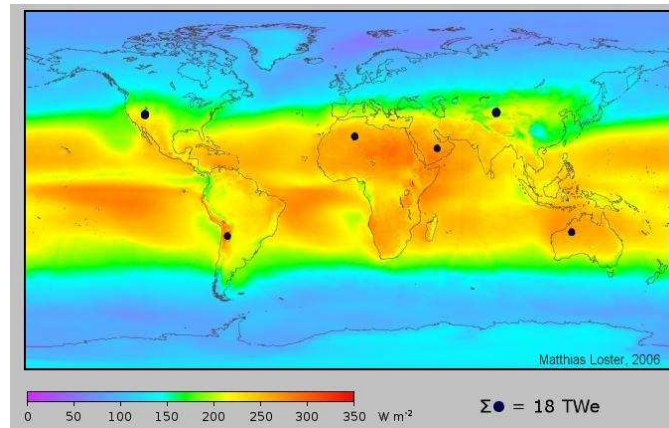 Matthias Loster, 2006
0 50 100 150 200 250 300 350 W m-2
Σ● = 18 TWe